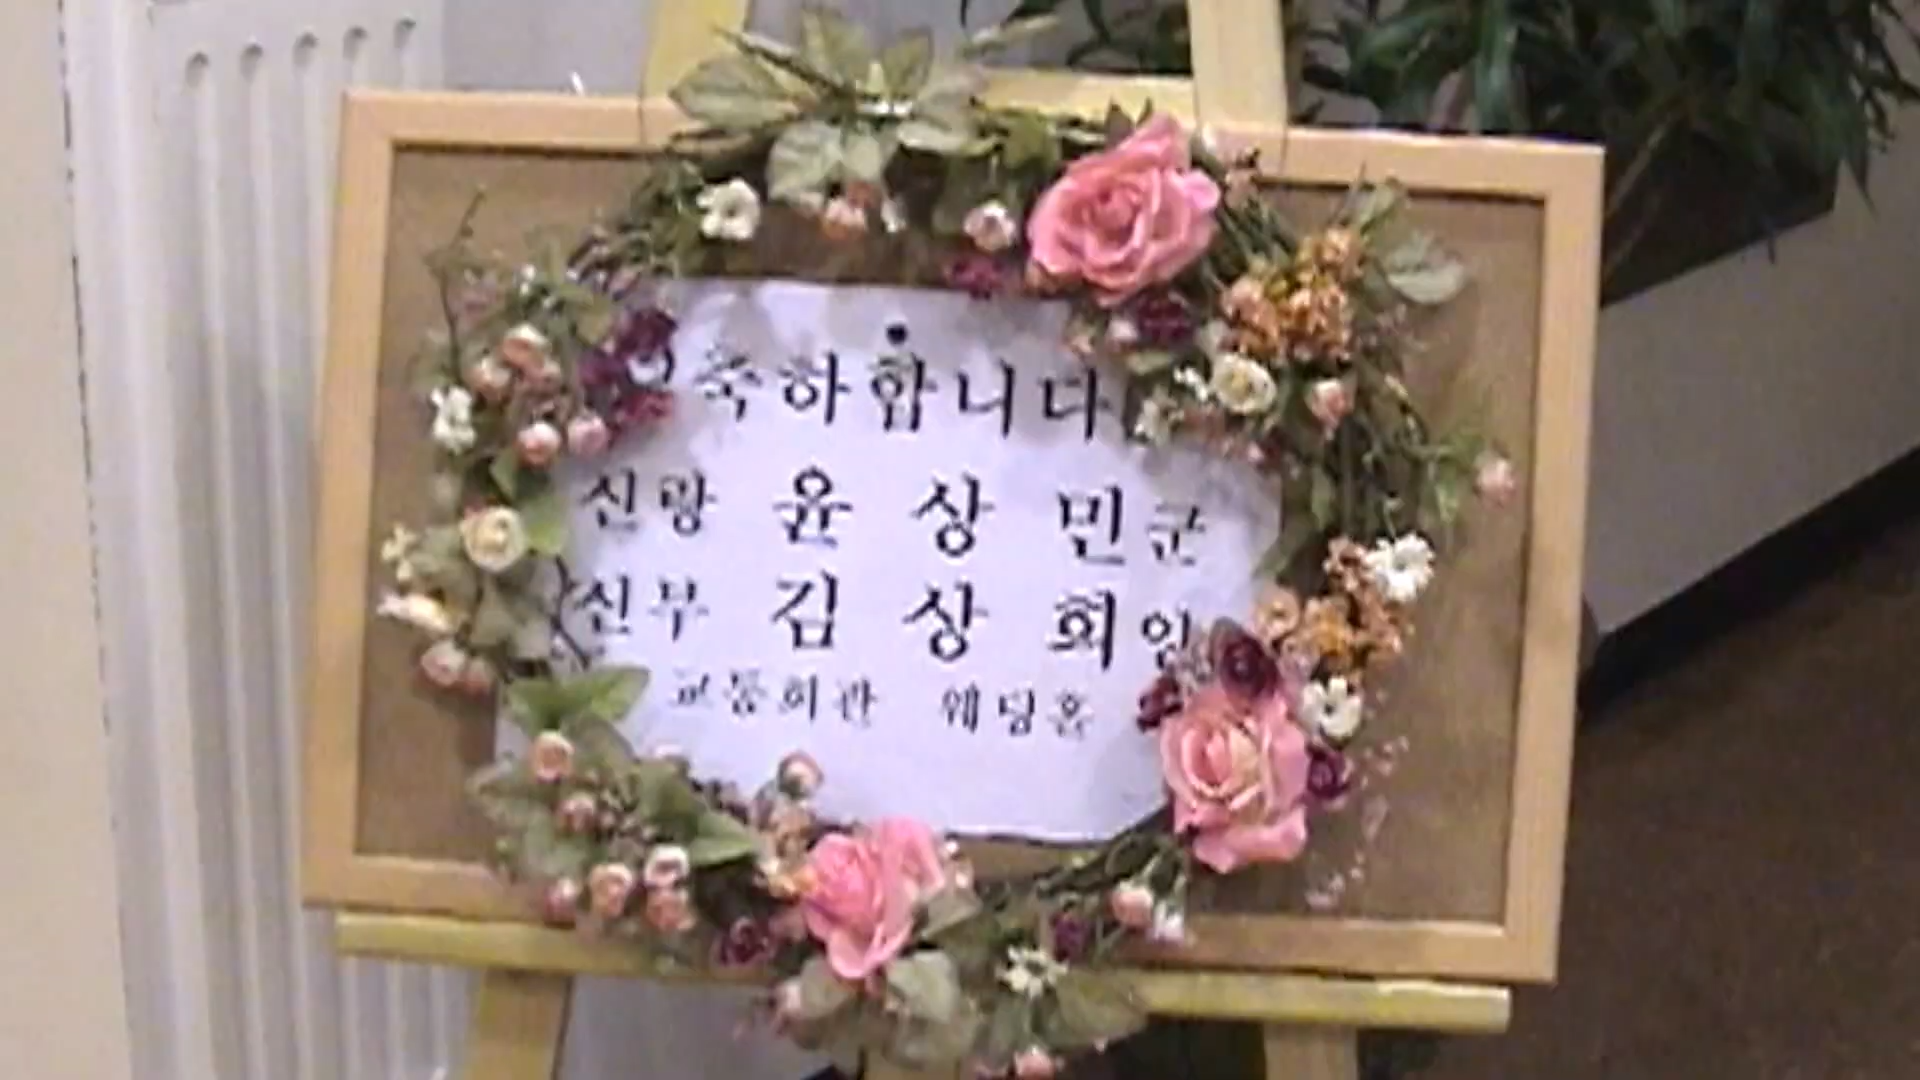 축하합니다
신랑 윤 상 민 군
신부 김 상 희 양
교통회관 웨딩홀